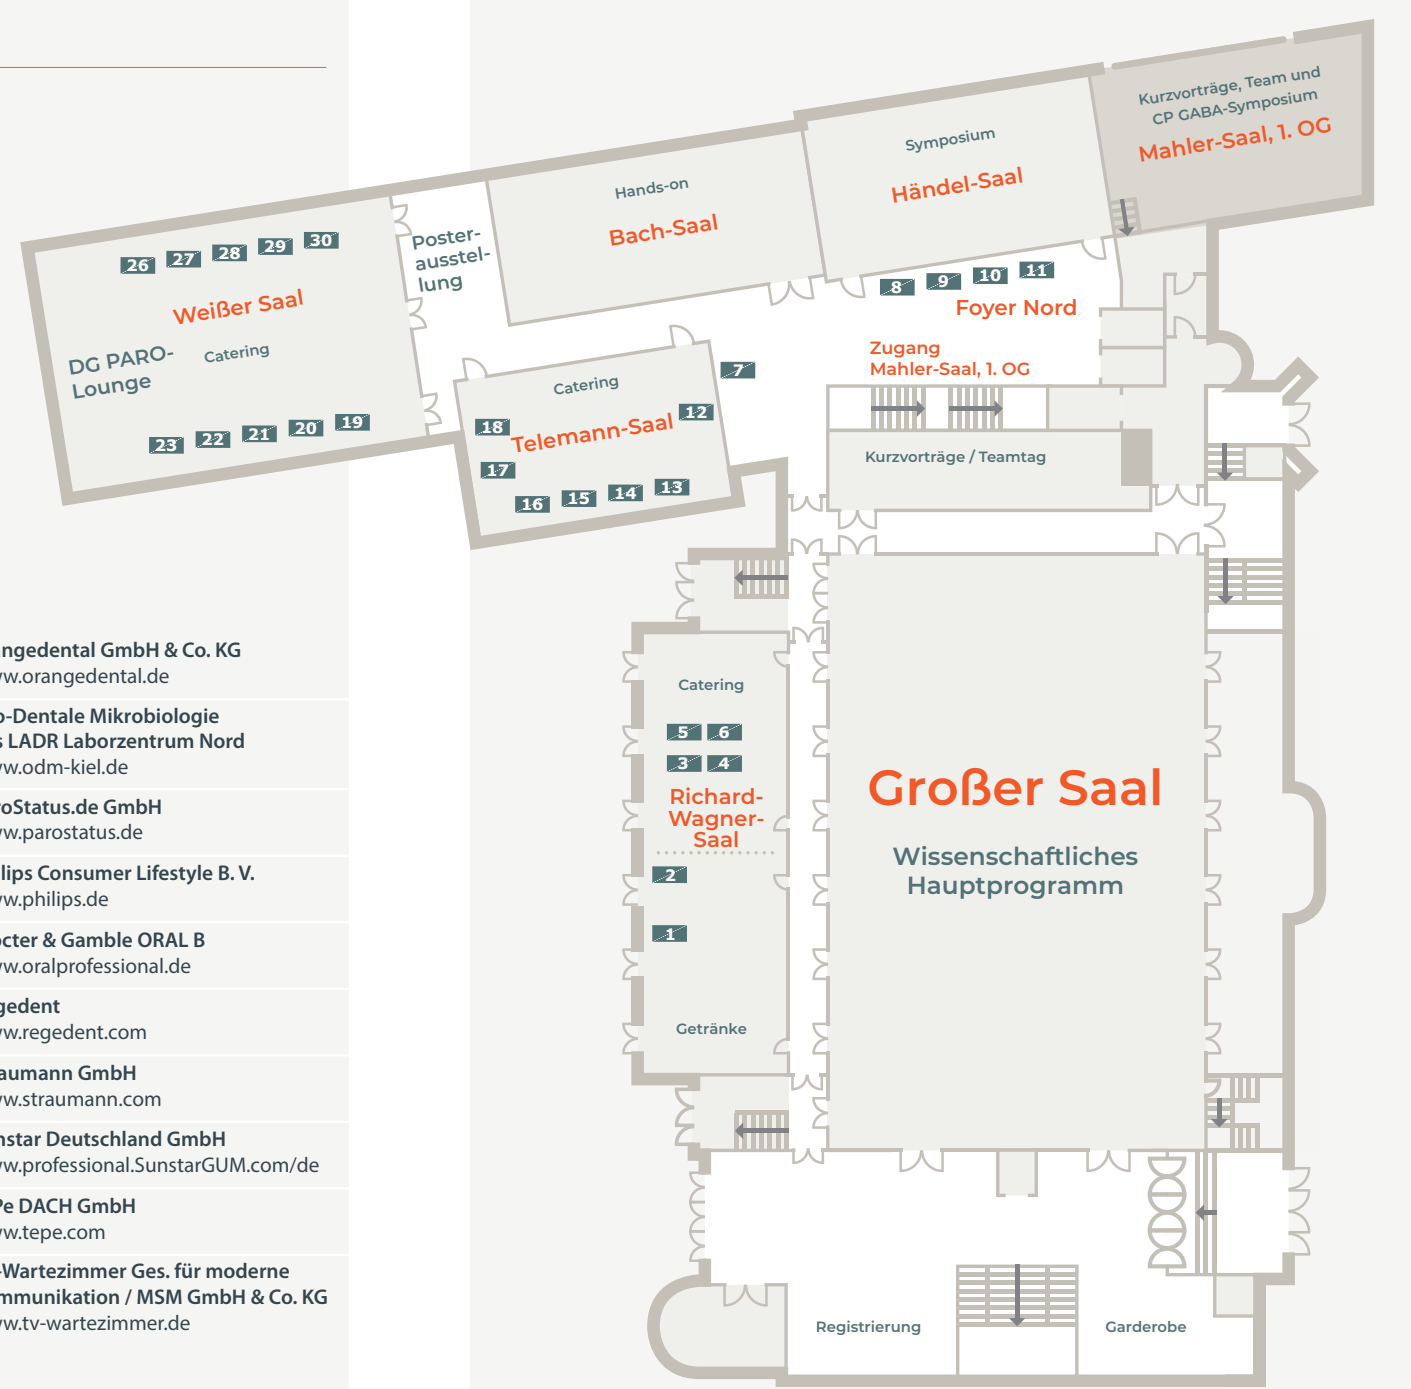 Kurzvorträge, Team und
CP GABA-Symposium
Mahler-Saal, 1. OG
Symposium
Händel-Saal
Hands-on
Bach-Saal
Poster-
ausstel-
lung
26 27 28 29 30
Weißer Saal
DG PARO-
Lounge
Catering
23 22 21 20 19
8 9 10 11
Foyer Nord
Zugang
Mahler-Saal, 1. OG
7
Catering
Telemann-Saal
12
18
17
16 15 14 13
Kurzvorträge / Teamtag
Catering
5 6
3 4
Richard-
Wagner-
Saal
2
1
Getränke
Großer Saal
Wissenschaftliches
Hauptprogramm
Registrierung
Garderobe
angedental GmbH & Co. KG
w.orangedental.de
o-Dentale Mikrobiologie
s LADR Laborzentrum Nord
w.odm-kiel.de
roStatus.de GmbH
w.parostatus.de
lips Consumer Lifestyle B. V.
w.philips.de
octer & Gamble ORAL B
w.oralprofessional.de
gedent
w.regedent.com
aumann GmbH
w.straumann.com
nstar Deutschland GmbH
w.professional.SunstarGUM.com/de
Pe DACH GmbH
w.tepe.com
-Wartezimmer Ges. für moderne
mmunikation / MSM GmbH & Co. KG
w.tv-wartezimmer.de